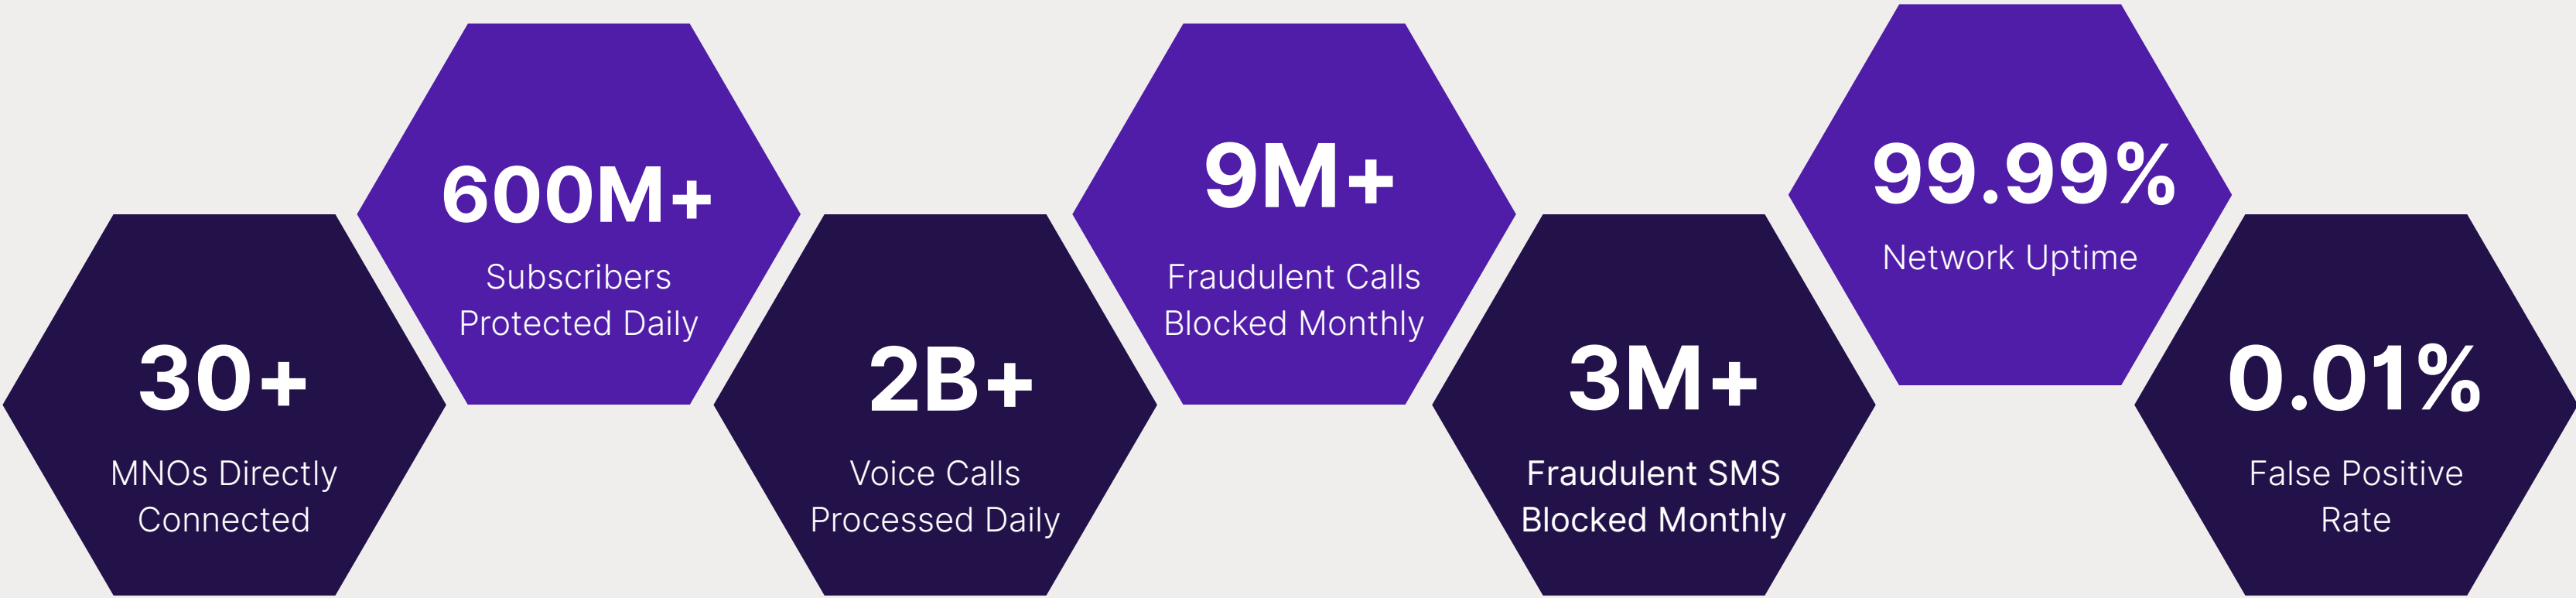 30+
MNOs Directly
Connected
600M+
Subscribers
Protected Daily
2B+
Voice Calls
Processed Daily
9M+
Fraudulent Calls
Blocked Monthly
3M+
Fraudulent SMS
Blocked Monthly
99.99%
Network Uptime
0.01%
False Positive
Rate